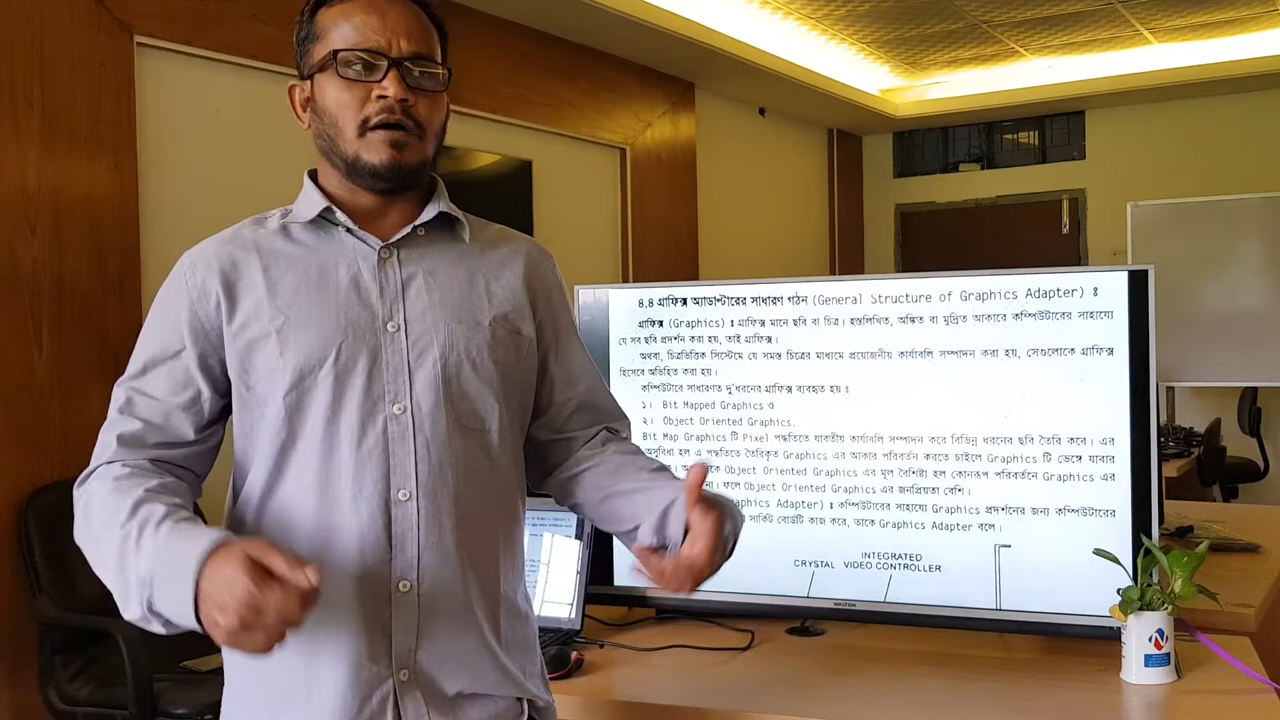 ৪.৪ গ্রাফিক্স অ্যাডাপ্টারের সাধারণ গঠন (General Structure of Graphics Adapter) ঃ
গ্রাফিক্স (Graphics) ঃ গ্রাফিক্স মানে ছবি বা চিত্র। হস্তলিখিত, অঙ্কিত বা মুদ্রিত আকারে কম্পিউটারের সাহায্যে
যে সব ছবি প্রদর্শন করা হয়, তাই গ্রাফিক্স।
অথবা, চিত্রভিত্তিক সিস্টেমে যে সমস্ত চিত্রের মাধ্যমে প্রয়োজনীয় কার্যাবলি সম্পাদন করা হয়, সেগুলোকে গ্রাফিক্স
হিসেবে অভিহিত করা হয়।
কম্পিউটারে সাধারণত দু'ধরনের গ্রাফিক্স ব্যবহৃত হয় ঃ
১। Bit Mapped Graphics ও
২। Object Oriented Graphics.
Bit Map Graphics টি Pixel পদ্ধতিতে যাবতীয় কার্যাবলি সম্পাদন করে বিভিন্ন ধরনের ছবি তৈরি করে। এর
অসুবিধা হল এ পদ্ধতিতে তৈরিকৃত Graphics এর আকার পরিবর্তন করতে চাইলে Graphics টি ভেঙ্গে যাবার
Object Oriented Graphics এর মূল বৈশিষ্ট্য হল কোনরূপ পরিবর্তনে Graphics এর
না। ফলে Object Oriented Graphics এর জনপ্রিয়তা বেশি।
aphics Adapter) ঃ কম্পিউটারের সাহায্যে Graphics প্রদর্শনের জন্য কম্পিউটারের
সার্কিট বোর্ডটি কাজ করে, তাকে Graphics Adapter বলে।
INTEGRATED
CRYSTAL VIDEO CONTROLLER
WALTON